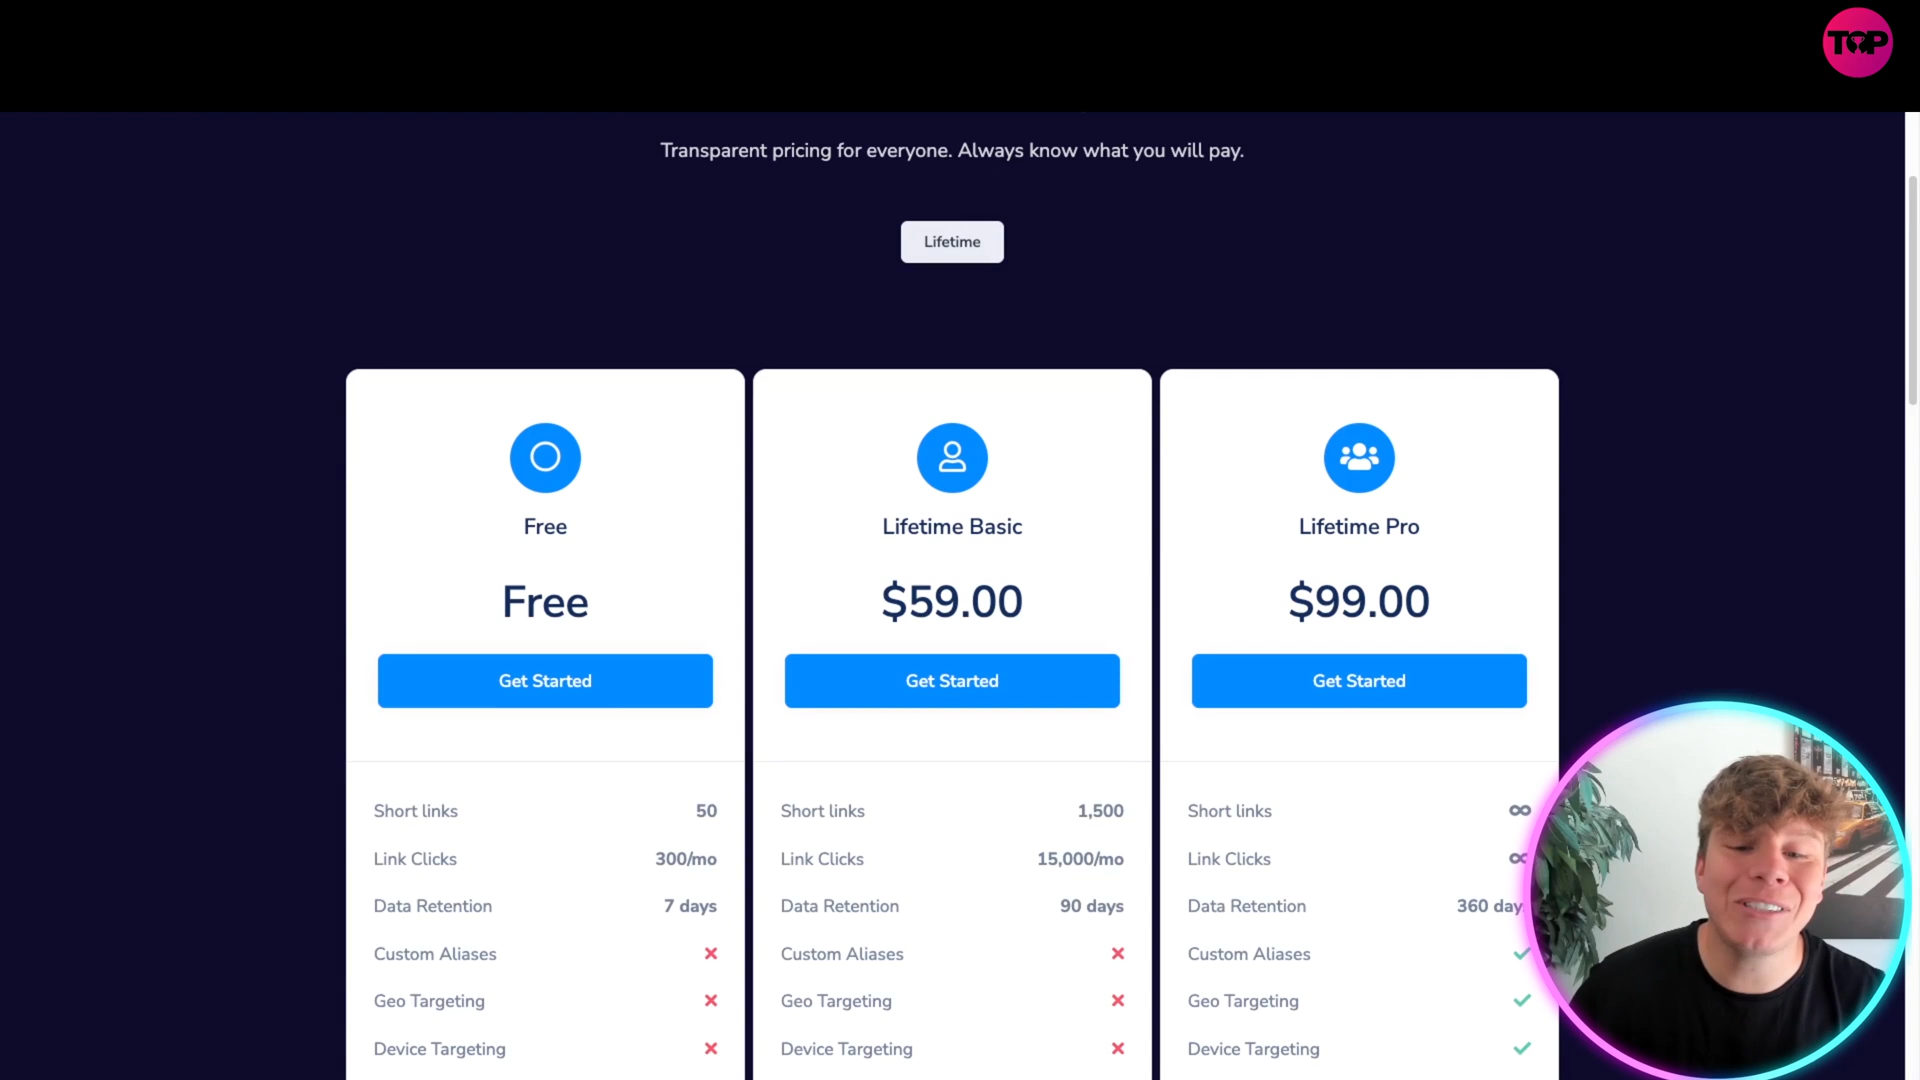 TOP
Transparent pricing for everyone. Always know what you will pay.
Lifetime
Free
Free
Get Started
Short links 50
Link Clicks 300/mo
Data Retention 7 days
Custom Aliases
Geo Targeting
Device Targeting
Lifetime Basic
$59.00
Get Started
Short links 1,500
Link Clicks 15,000/mo
Data Retention 90 days
Custom Aliases
Geo Targeting
Device Targeting
Lifetime Pro
$99.00
Get Started
Short links ∞
Link Clicks ∞
Data Retention 360 day
Custom Aliases
Geo Targeting
Device Targeting